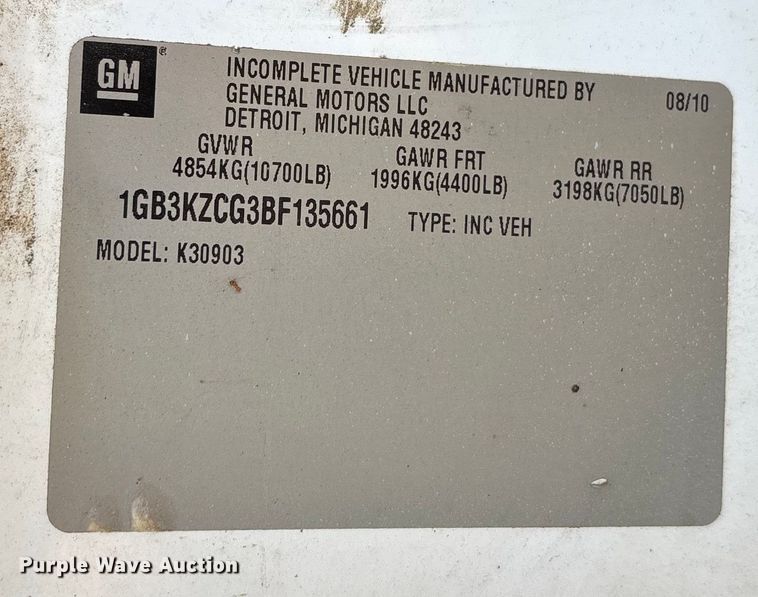 GM ®
INCOMPLETE VEHICLE MANUFACTURED BY
08/10
GENERAL MOTORS LLC
DETROIT, MICHIGAN 48243
GVWR GAWR FRT GAWR RR
4854KG(10700LB) 1996KG(4400LB) 3198KG(7050LB)
1GB3KZCG3BF135661 TYPE: INC VEH
MODEL: K30903
Purple Wave Auction